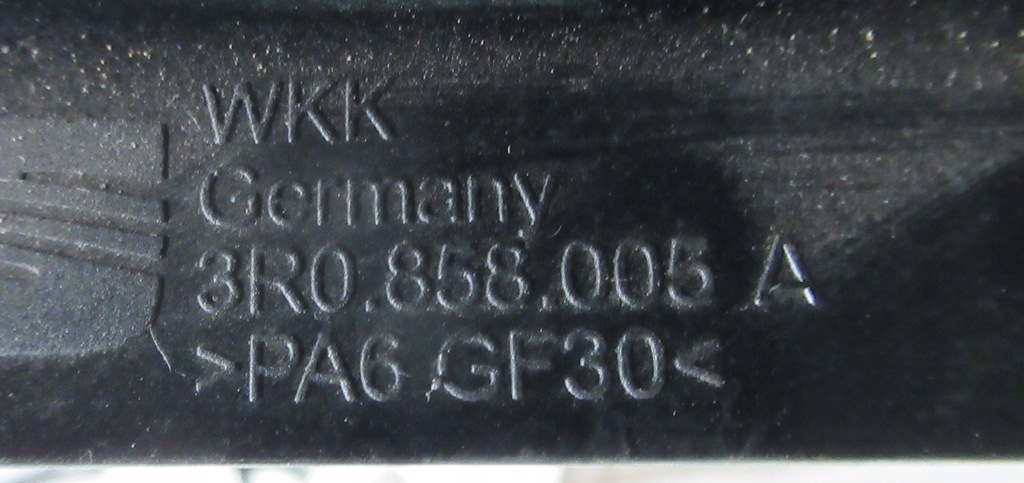 WKK
Germany
3R0.858.005 A
>PA6 GF30<